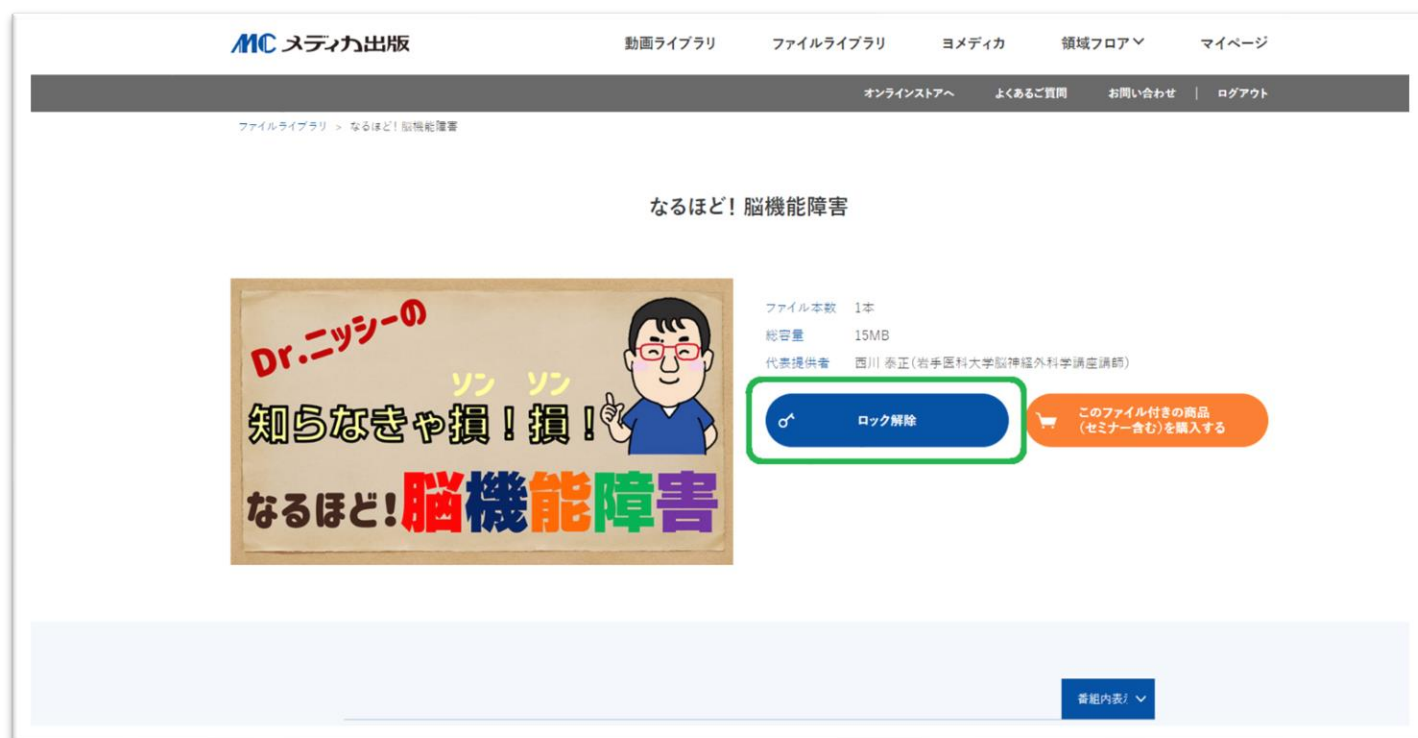 MC メディカ出版
動画ライブラリ ファイルライブラリ ヨメディカ 領域フロア マイページ
オンラインストアへ よくあるご質問 お問い合わせ | ログアウト
ファイルライブラリ > なるほど!脳機能障害
なるほど!脳機能障害
Dr.ニッシーの
ソン ソン
知らなきゃ損!損!
なるほど!脳機能障害
ファイル本数 1本
総容量 15MB
代表提供者 西川 泰正(岩手医科大学脳神経外科学講座講師)
ロック解除
このファイル付きの商品
(セミナー含む)を購入する
番組内表